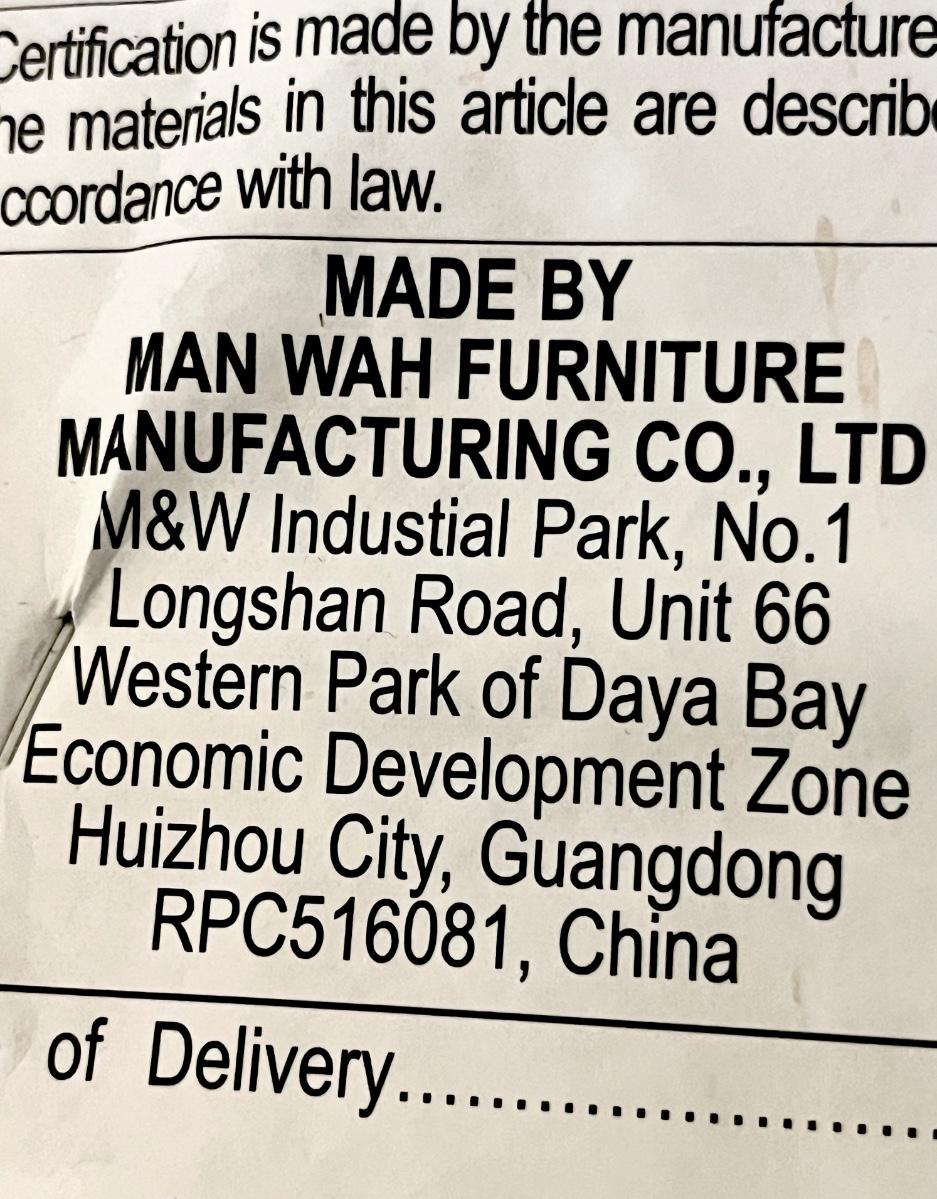 Certification is made by the manufacture
he materials in this article are describe
ccordance with law.
MADE BY
MAN WAH FURNITURE
MANUFACTURING CO., LTD
M&W Industial Park, No.1
Longshan Road, Unit 66
Western Park of Daya Bay
Economic Development Zone
Huizhou City, Guangdong
RPC516081, China
of Delivery.......................